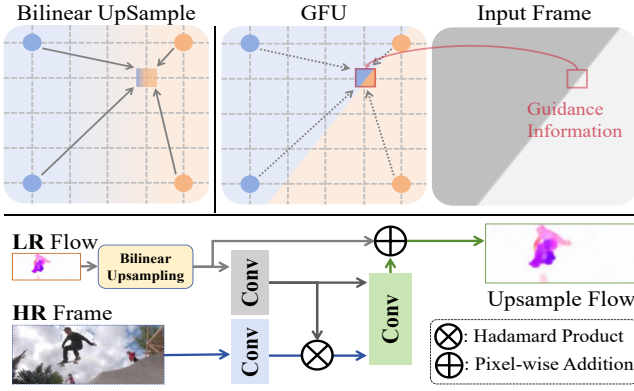 Bilinear UpSample
GFU
Input Frame
Guidance
Information
LR Flow
Bilinear
Upsampling
Conv
HR Frame
Conv
Conv
Upsample Flow
: Hadamard Product
: Pixel-wise Addition